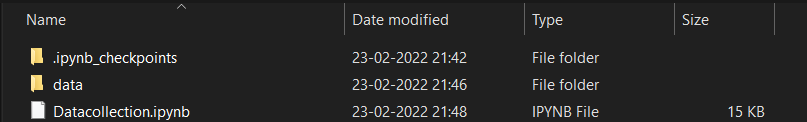 Name Date modified Type Size
.ipynb_checkpoints 23-02-2022 21:42 File folder
data 23-02-2022 21:46 File folder
Datacollection.ipynb 23-02-2022 21:48 IPYNB File 15 KB